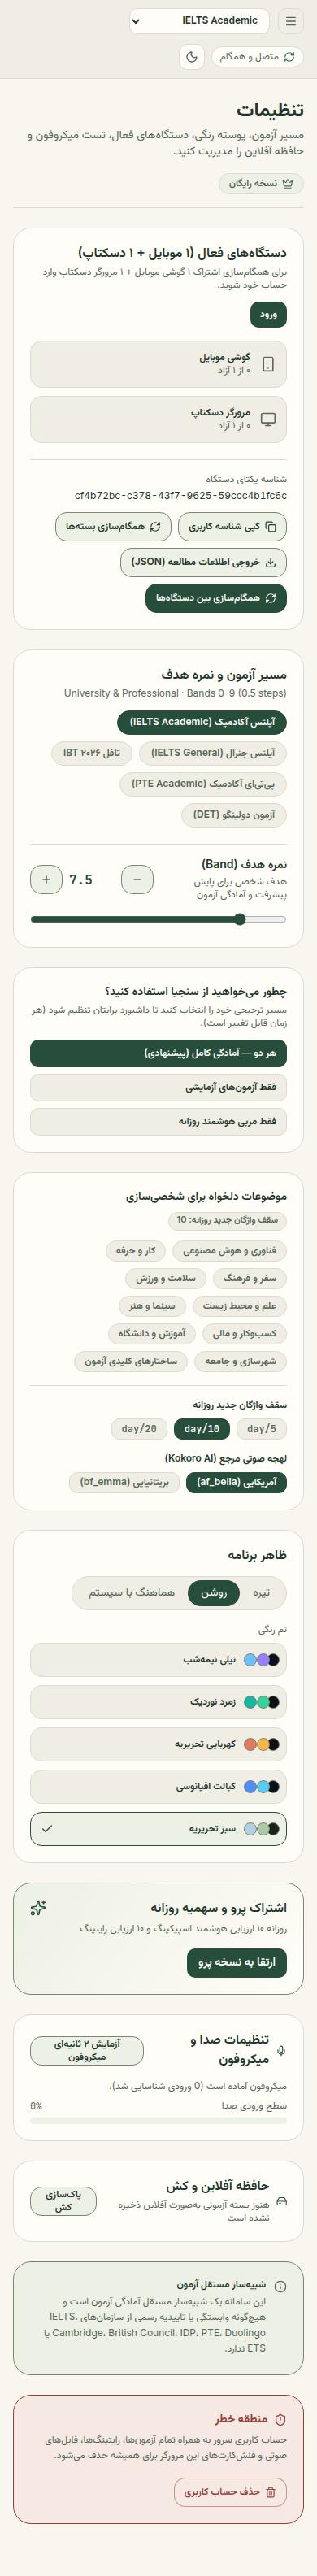 IELTS Academic
متصل و همگام
تنظیمات
مسیر آزمون، پوسته رنگی، دستگاه‌های فعال، تست میکروفون و
حافظه آفلاین را مدیریت کنید.
نسخه رایگان
دستگاه‌های فعال (۱ موبایل + ۱ دسکتاپ)
برای همگام‌سازی اشتراک ۱ گوشی موبایل + ۱ مرورگر دسکتاپ وارد
حساب خود شوید.
ورود
گوشی موبایل
۰ از ۱ آزاد
مرورگر دسکتاپ
۰ از ۱ آزاد
شناسه یکتای دستگاه
cf4b72bc-c378-43f7-9625-59ccc4b1fc6c
کپی شناسه کاربری
همگام‌سازی بسته‌ها
خروجی اطلاعات مطالعه (JSON)
همگام‌سازی بین دستگاه‌ها
مسیر آزمون و نمره هدف
University & Professional · Bands 0–9 (0.5 steps)
آیلتس آکادمیک (IELTS Academic)
آیلتس جنرال (IELTS General)
تافل iBT ۲۰۲۶
پی‌تی‌ای آکادمیک (PTE Academic)
آزمون دولینگو (DET)
نمره هدف (Band)
هدف شخصی برای پایش
پیشرفت و آمادگی آزمون
−
7.5
+
چطور می‌خواهید از سنجیا استفاده کنید؟
مسیر ترجیحی خود را انتخاب کنید تا داشبورد برایتان تنظیم شود (هر
زمان قابل تغییر است).
هر دو — آمادگی کامل (پیشنهادی)
فقط آزمون‌های آزمایشی
فقط مربی هوشمند روزانه
موضوعات دلخواه برای شخصی‌سازی
سقف واژگان جدید روزانه: 10
فناوری و هوش مصنوعی
کار و حرفه
سفر و فرهنگ
سلامت و ورزش
علم و محیط زیست
سینما و هنر
کسب‌وکار و مالی
آموزش و دانشگاه
شهرسازی و جامعه
ساختارهای کلیدی آزمون
سقف واژگان جدید روزانه
day/5
day/10
day/20
لهجه صوتی مرجع (Kokoro AI)
آمریکایی (af_bella)
بریتانیایی (bf_emma)
ظاهر برنامه
تیره
روشن
هماهنگ با سیستم
تم رنگی
نیلی نیمه‌شب
زمرد نوردیک
کهربایی تحریریه
کبالت اقیانوسی
سبز تحریریه
اشتراک پرو و سهمیه روزانه
روزانه ۱۰ ارزیابی هوشمند اسپیکینگ و ۱۰ ارزیابی رایتینگ
ارتقا به نسخه پرو
تنظیمات صدا و
میکروفون
آزمایش ۲ ثانیه‌ای
میکروفون
میکروفون آماده است (0 ورودی شناسایی شد).
سطح ورودی صدا
0%
حافظه آفلاین و کش
هنوز بسته آزمونی به‌صورت آفلاین ذخیره
نشده است
پاک‌سازی
کش
شبیه‌ساز مستقل آزمون
این سامانه یک شبیه‌ساز مستقل آمادگی آزمون است و
هیچ‌گونه وابستگی یا تاییدیه رسمی از سازمان‌های IELTS،
Cambridge، British Council، IDP، PTE، Duolingo یا
ETS ندارد.
منطقه خطر
حساب کاربری سرور به همراه تمام آزمون‌ها، رایتینگ‌ها، فایل‌های
صوتی و فلش‌کارت‌های این مرورگر برای همیشه حذف می‌شود.
حذف حساب کاربری